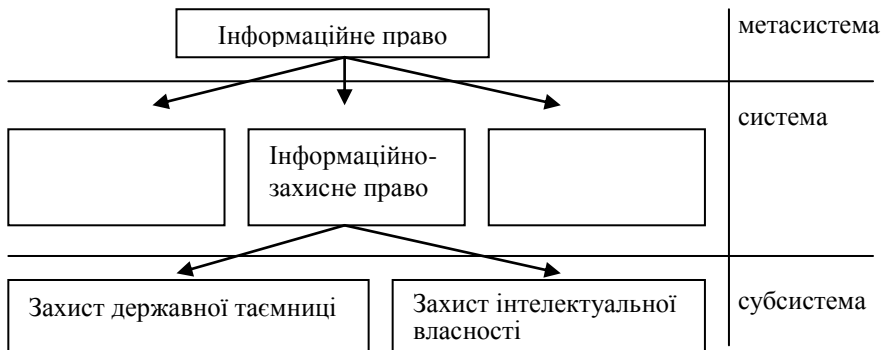 Інформаційне право
метасистема
система
Інформаційно-
захисне право
Захист державної таємниці
Захист інтелектуальної
власності
субсистема